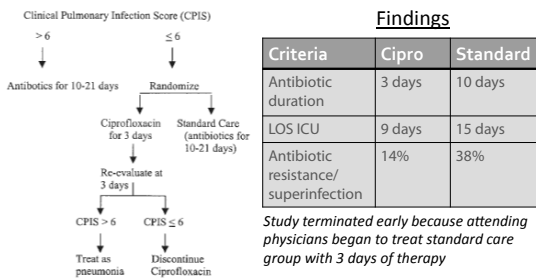 Clinical Pulmonary Infection Score (CPIS)
> 6
≤ 6
Antibotics for 10-21 days
Randomize
Ciprofloxacin
for 3 days
Standard Care
(antibiotics for
10-21 days)
Re-evaluate at
3 days
CPIS > 6
CPIS ≤ 6
Treat as
pneumonia
Discontinue
Ciprofloxacin
Findings
Criteria Cipro Standard
Antibiotic 3 days 10 days
duration
LOS ICU 9 days 15 days
Antibiotic 14% 38%
resistance/
superinfection
Study terminated early because attending
physicians began to treat standard care
group with 3 days of therapy